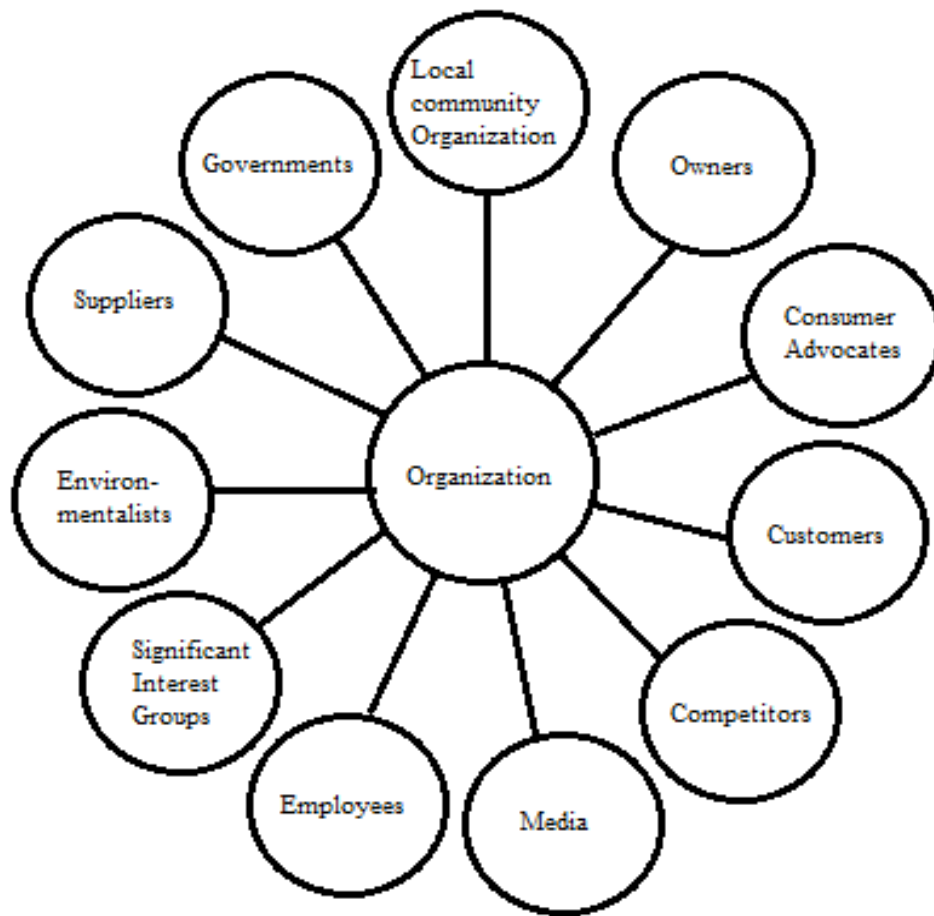 Local
community
Organization
Governments
Owners
Suppliers
Consumer
Advocates
Organization
Environ-
mentalists
Customers
Significant
Interest
Groups
Competitors
Employees
Media